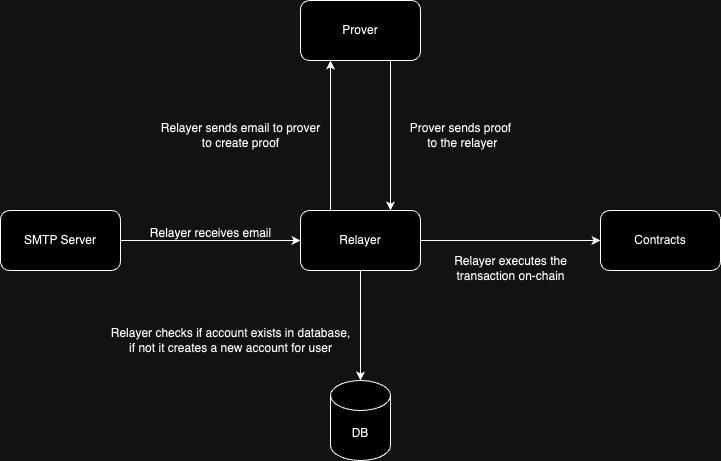 Prover
Relayer sends email to prover
to create proof
Prover sends proof
to the relayer
SMTP Server
Relayer receives email
Relayer
Relayer executes the
transaction on-chain
Contracts
Relayer checks if account exists in database,
if not it creates a new account for user
DB